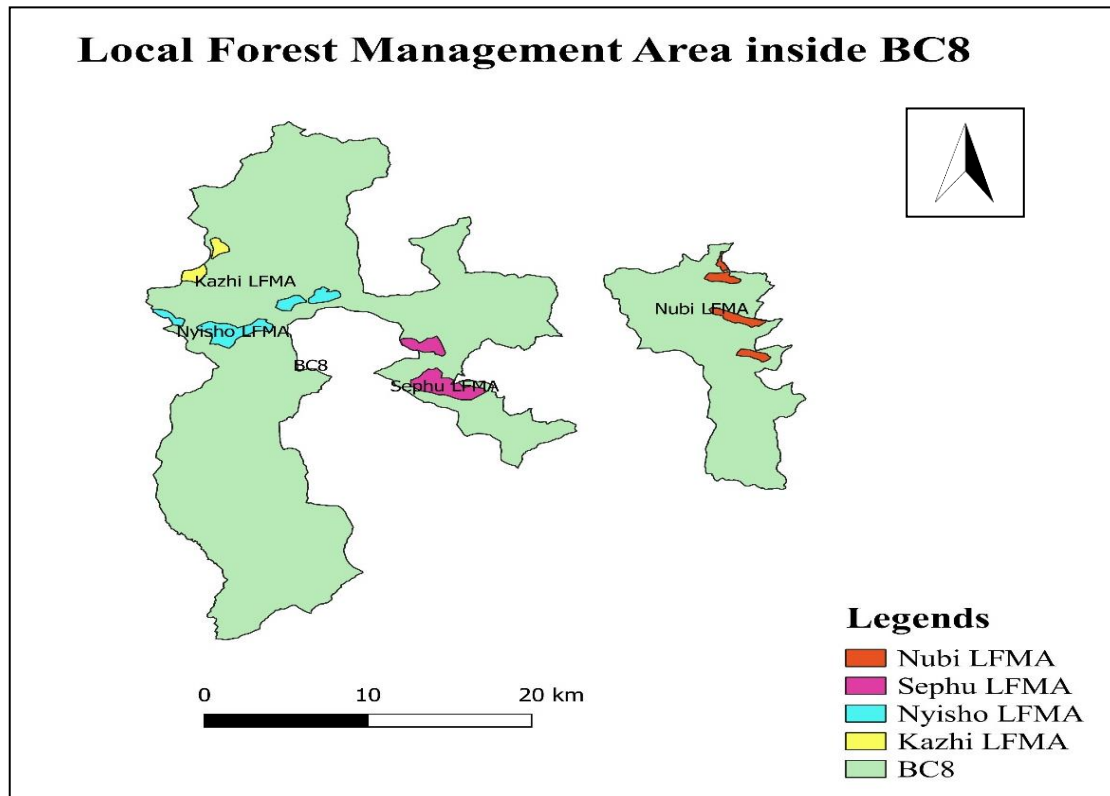 Local Forest Management Area inside BC8
Kazhi LFMA
Nubi LFMA
Nyisho LFMA
BC8
Sephu LFMA
Legends
Nubi LFMA
Sephu LFMA
Nyisho LFMA
Kazhi LFMA
BC8
0 10 20 km